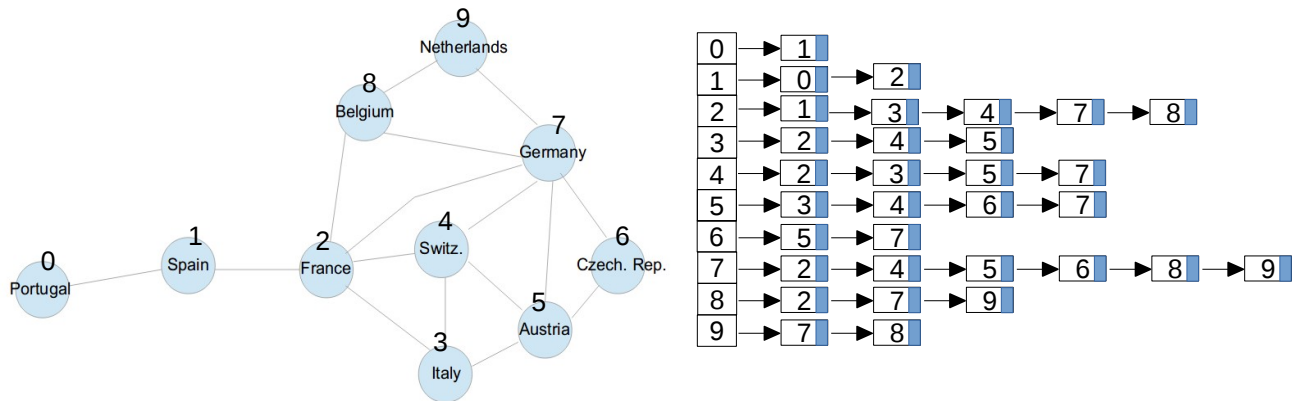 9
Netherlands
8
Belgium
7
Germany
4
Switz.
6
Czech. Rep.
2
France
1
Spain
0
Portugal
5
Austria
3
Italy
0 1
1 0 2
2 1 3 4 7 8
3 2 4 5
4 2 3 5 7
5 3 4 6 7
6 5 7
7 2 4 5 6 8 9
8 2 7 9
9 7 8